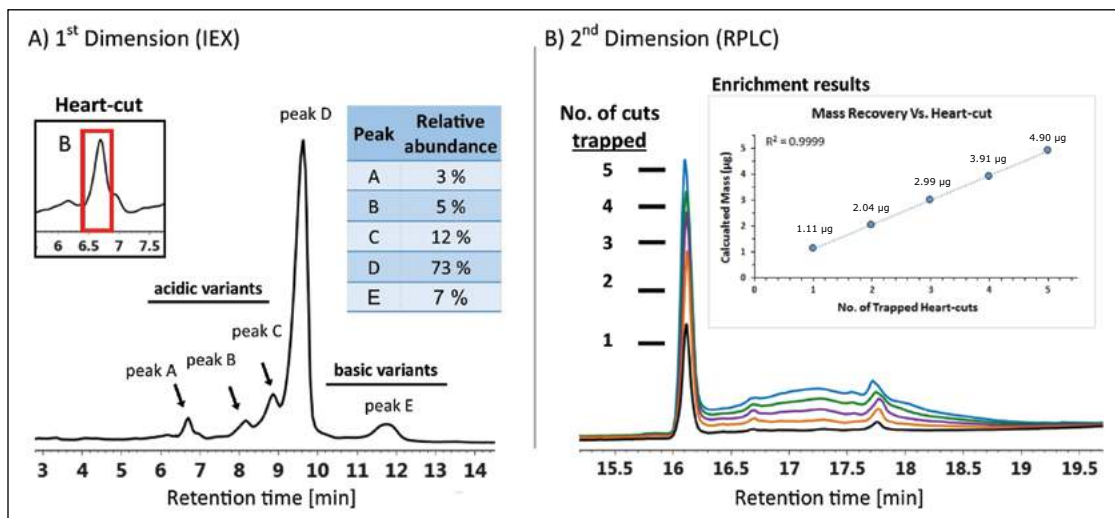 A) 1st Dimension (IEX)
Heart-cut
B
6 6.5 7 7.5
peak D
Peak Relative abundance
A 3 %
B 5 %
C 12 %
D 73 %
E 7 %
acidic variants
peak A
peak B
peak C
basic variants
peak E
3 4 5 6 7 8 9 10 11 12 13 14
Retention time [min]
B) 2nd Dimension (RPLC)
No. of cuts
trapped
5
4
3
2
1
Enrichment results
Mass Recovery Vs. Heart-cut
R² = 0.9999
Calcualted Mass (µg)
5
4
3
2
1
0
1.11 µg
2.04 µg
2.99 µg
3.91 µg
4.90 µg
0 1 2 3 4 5
No. of Trapped Heart-cuts
15.5 16 16.5 17 17.5 18 18.5 19 19.5
Retention time [min]